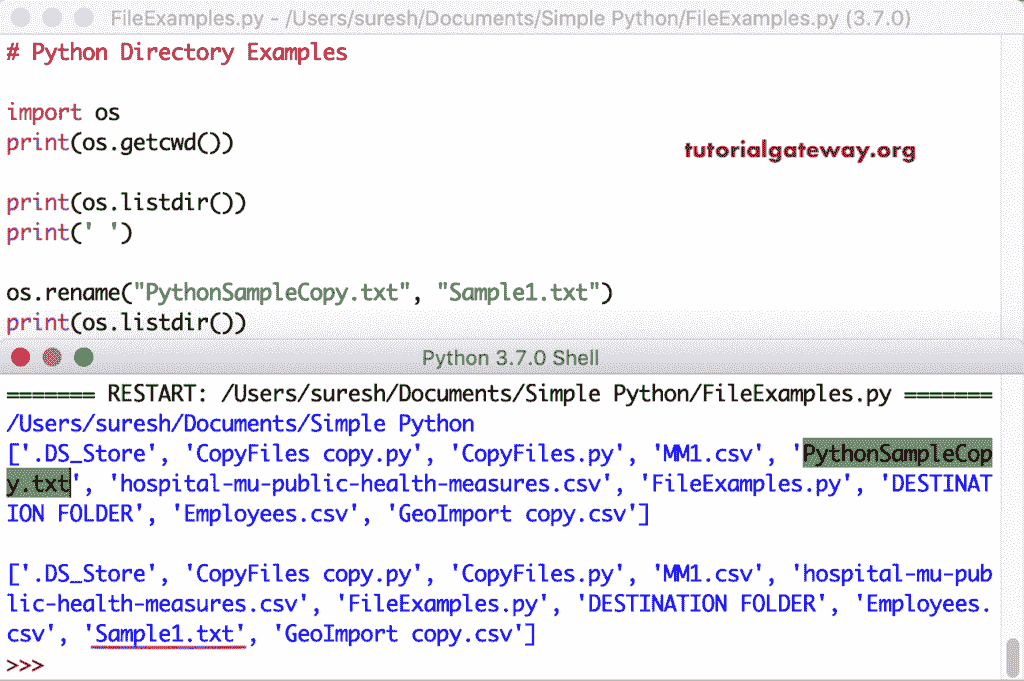 FileExamples.py - /Users/suresh/Documents/Simple Python/FileExamples.py (3.7.0)
# Python Directory Examples
import os
print(os.getcwd())
tutorialgateway.org
print(os.listdir())
print(' ')
os.rename("PythonSampleCopy.txt", "Sample1.txt")
print(os.listdir())
Python 3.7.0 Shell
======= RESTART: /Users/suresh/Documents/Simple Python/FileExamples.py =======
/Users/suresh/Documents/Simple Python
['.DS_Store', 'CopyFiles copy.py', 'CopyFiles.py', 'MM1.csv', 'PythonSampleCop
y.txt', 'hospital-mu-public-health-measures.csv', 'FileExamples.py', 'DESTINAT
ION FOLDER', 'Employees.csv', 'GeoImport copy.csv']
['.DS_Store', 'CopyFiles copy.py', 'CopyFiles.py', 'MM1.csv', 'hospital-mu-pub
lic-health-measures.csv', 'FileExamples.py', 'DESTINATION FOLDER', 'Employees.
csv', 'Sample1.txt', 'GeoImport copy.csv']
>>>